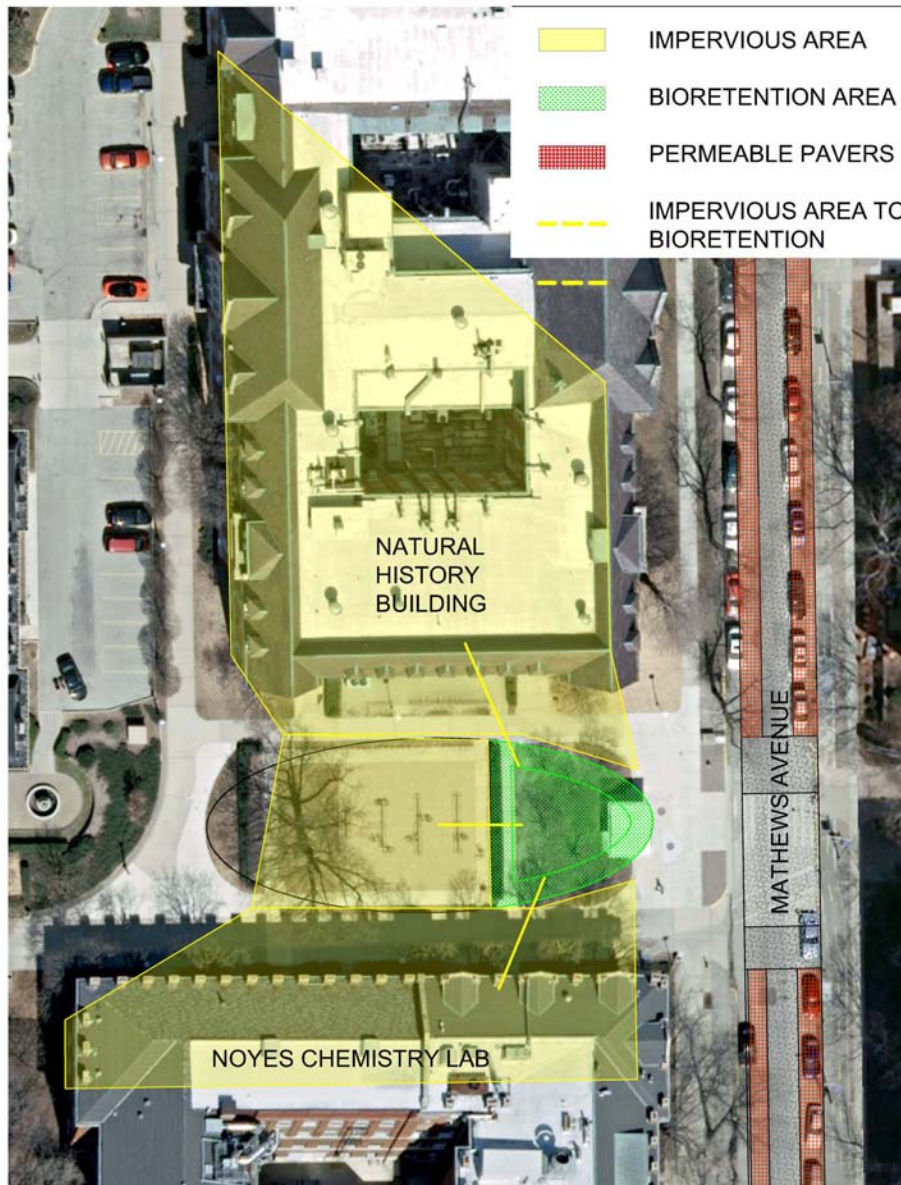 IMPERVIOUS AREA
BIORETENTION AREA
PERMEABLE PAVERS
IMPERVIOUS AREA TO
BIORETENTION
NATURAL
HISTORY
BUILDING
MATHEWS AVENUE
NOYES CHEMISTRY LAB